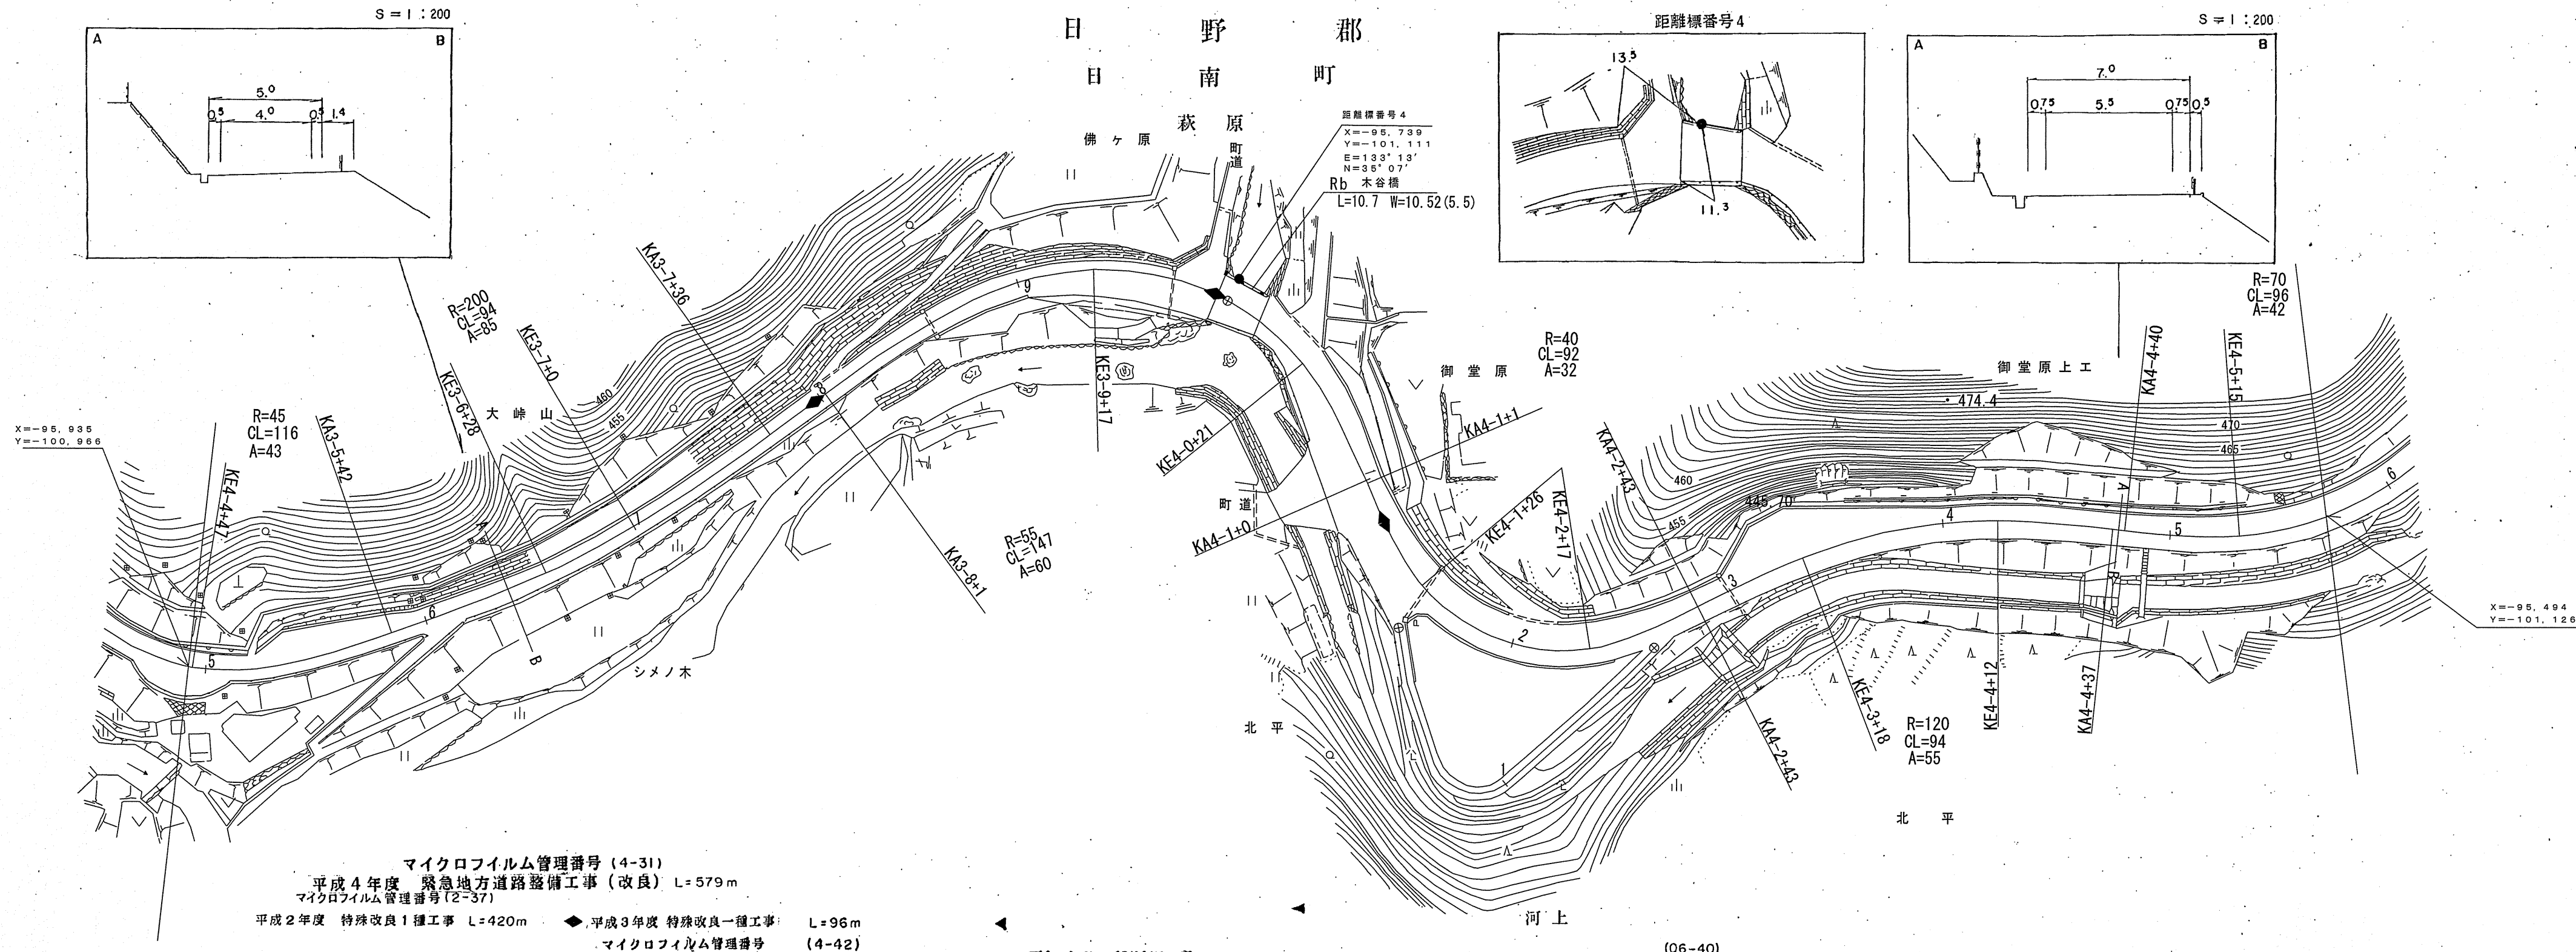 S=1:200
A
B
5.0
0.5
4.0
0.5
1.4
日野郡
日南町
萩原
佛ヶ原
町道
距離標番号4
X=-95,739
Y=-101,111
E=133°13′
N=35°07′
Rb 木谷橋
L=10.7 W=10.52(5.5)
距離標番号4
13.5
11.3
S=1:200
A
B
7.0
0.75
5.5
0.75
0.5
R=70
CL=96
A=42
KA3-7+36
R=200
CL=94
A=85
KE3-7+0
KE3-6+28
大峠山
460
455
R=45
CL=116
A=43
KA3-5+42
X=-95,935
Y=-100,966
KE4-4+47
A
B
5
6
7
9
シメノ木
KE3-9+17
KA3-8+1
R=55
CL=147
A=60
KE4-0+21
町道
KA4-1+0
KA4-1+1
R=40
CL=92
A=32
御堂原
KE4-1+26
KE4-2+17
KA4-2+43
455
460
445.70
御堂原上エ
474.4
470
465
KA4-4+40
KE4-5+15
A
1
2
3
4
5
6
X=-95,494
Y=-101,126
KA4-2+43
KE4-3+18
R=120
CL=94
A=55
KE4-4+12
KA4-4+37
北平
北平
河上
マイクロフイルム管理番号(4-31)
平成4年度 緊急地方道路整備工事(改良) L=579m
マイクロフイルム管理番号(2-37)
平成2年度 特殊改良1種工事 L=420m
平成3年度 特殊改良一種工事 L=96m
マイクロフイルム管理番号 (4-42)
(06-40)